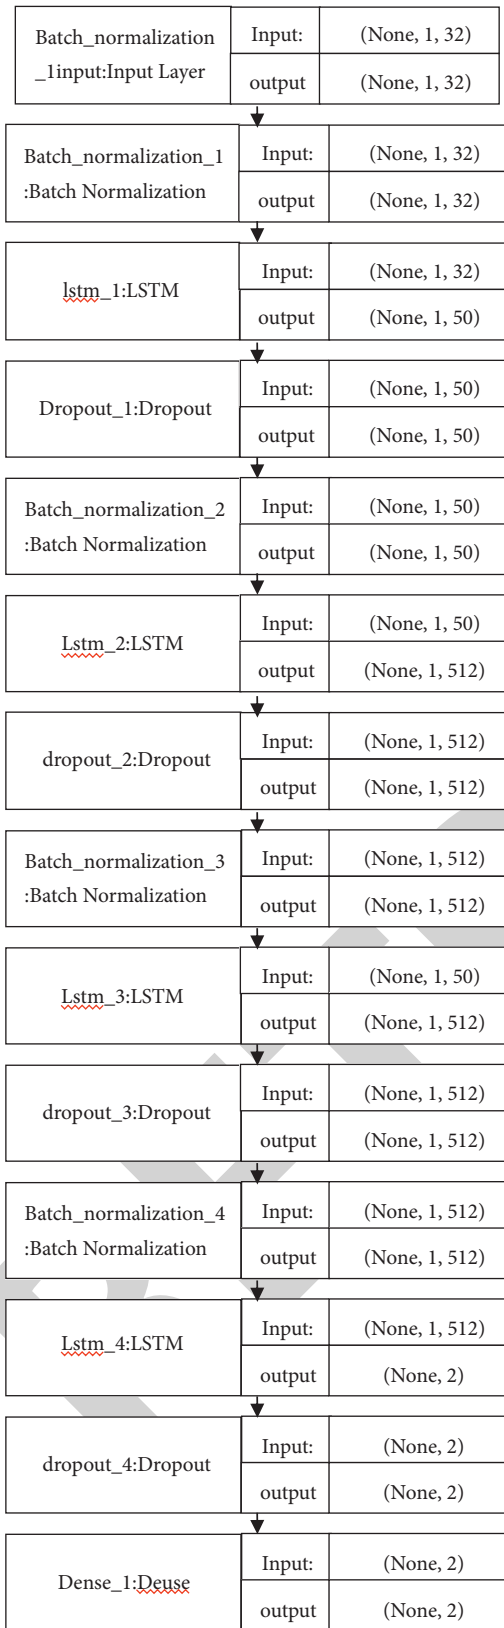 Batch_normalization
_1input:Input Layer
Input: (None, 1, 32)
output (None, 1, 32)
Batch_normalization_1
:Batch Normalization
Input: (None, 1, 32)
output (None, 1, 32)
lstm_1:LSTM
Input: (None, 1, 32)
output (None, 1, 50)
Dropout_1:Dropout
Input: (None, 1, 50)
output (None, 1, 50)
Batch_normalization_2
:Batch Normalization
Input: (None, 1, 50)
output (None, 1, 50)
Lstm_2:LSTM
Input: (None, 1, 50)
output (None, 1, 512)
dropout_2:Dropout
Input: (None, 1, 512)
output (None, 1, 512)
Batch_normalization_3
:Batch Normalization
Input: (None, 1, 512)
output (None, 1, 512)
Lstm_3:LSTM
Input: (None, 1, 50)
output (None, 1, 512)
dropout_3:Dropout
Input: (None, 1, 512)
output (None, 1, 512)
Batch_normalization_4
:Batch Normalization
Input: (None, 1, 512)
output (None, 1, 512)
Lstm_4:LSTM
Input: (None, 1, 512)
output (None, 2)
dropout_4:Dropout
Input: (None, 2)
output (None, 2)
Dense_1:Deuse
Input: (None, 2)
output (None, 2)